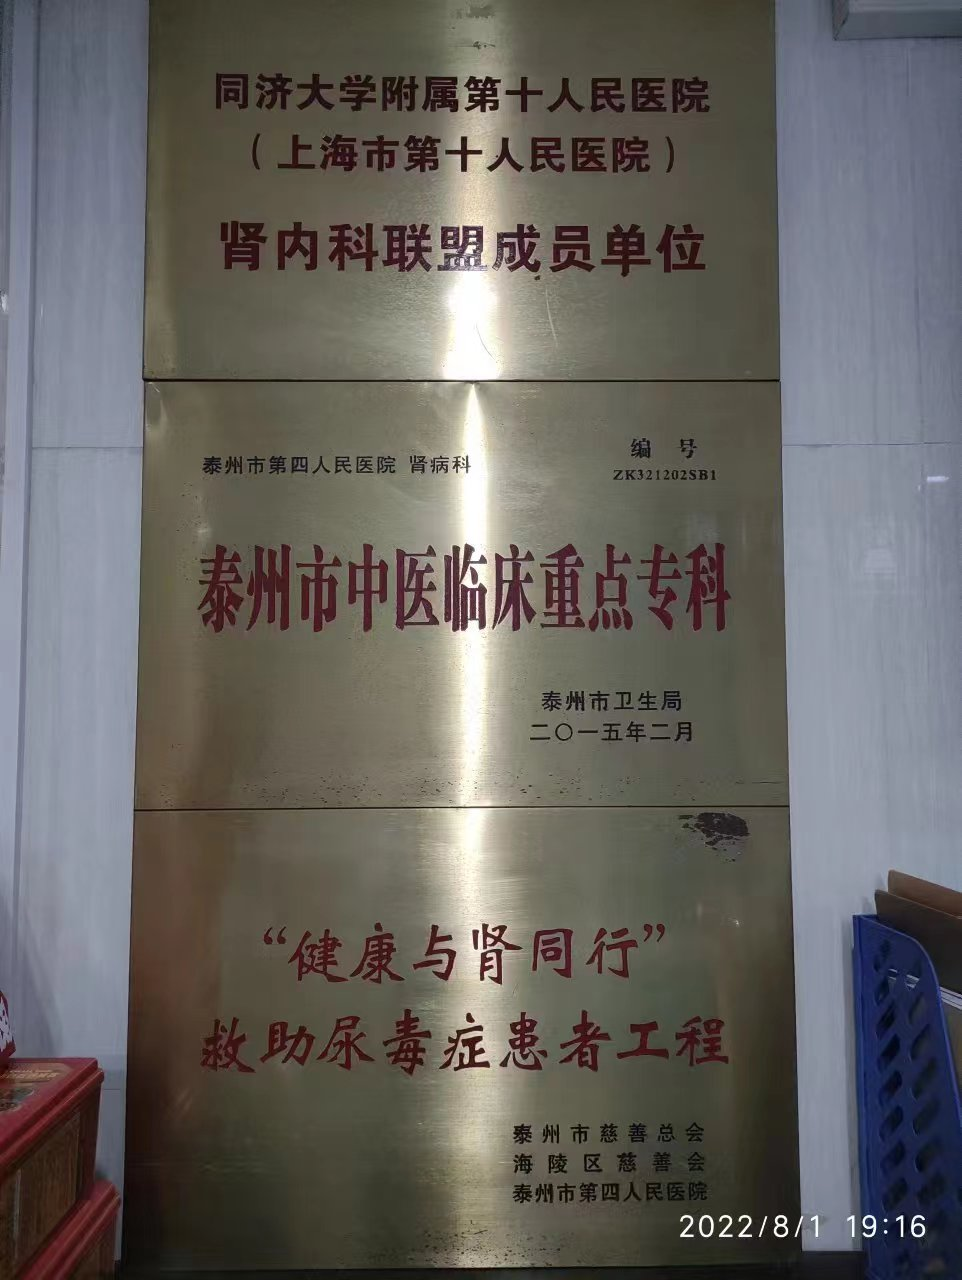 同济大学附属第十人民医院
（上海市第十人民医院）
肾内科联盟成员单位
泰州市第四人民医院 肾病科
编 号
ZK321202SB1
泰州市中医临床重点专科
泰州市卫生局
二〇一五年二月
“健康与肾同行”
救助尿毒症患者工程
泰州市慈善总会
海陵区慈善会
泰州市第四人民医院
2022/8/1 19:16